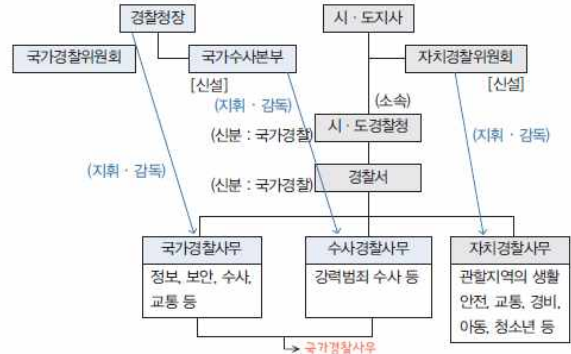 경찰청장
시·도지사
국가경찰위원회
국가수사본부
자치경찰위원회
[신설]
[신설]
(지휘·감독)
(소속)
(신분 : 국가경찰)
시·도경찰청
(지휘·감독)
(지휘·감독)
(신분 : 국가경찰)
경찰서
국가경찰사무
수사경찰사무
자치경찰사무
정보, 보안, 수사,
교통 등
강력범죄 수사 등
관할지역의 생활
안전, 교통, 경비,
아동, 청소년 등
국가경찰사무